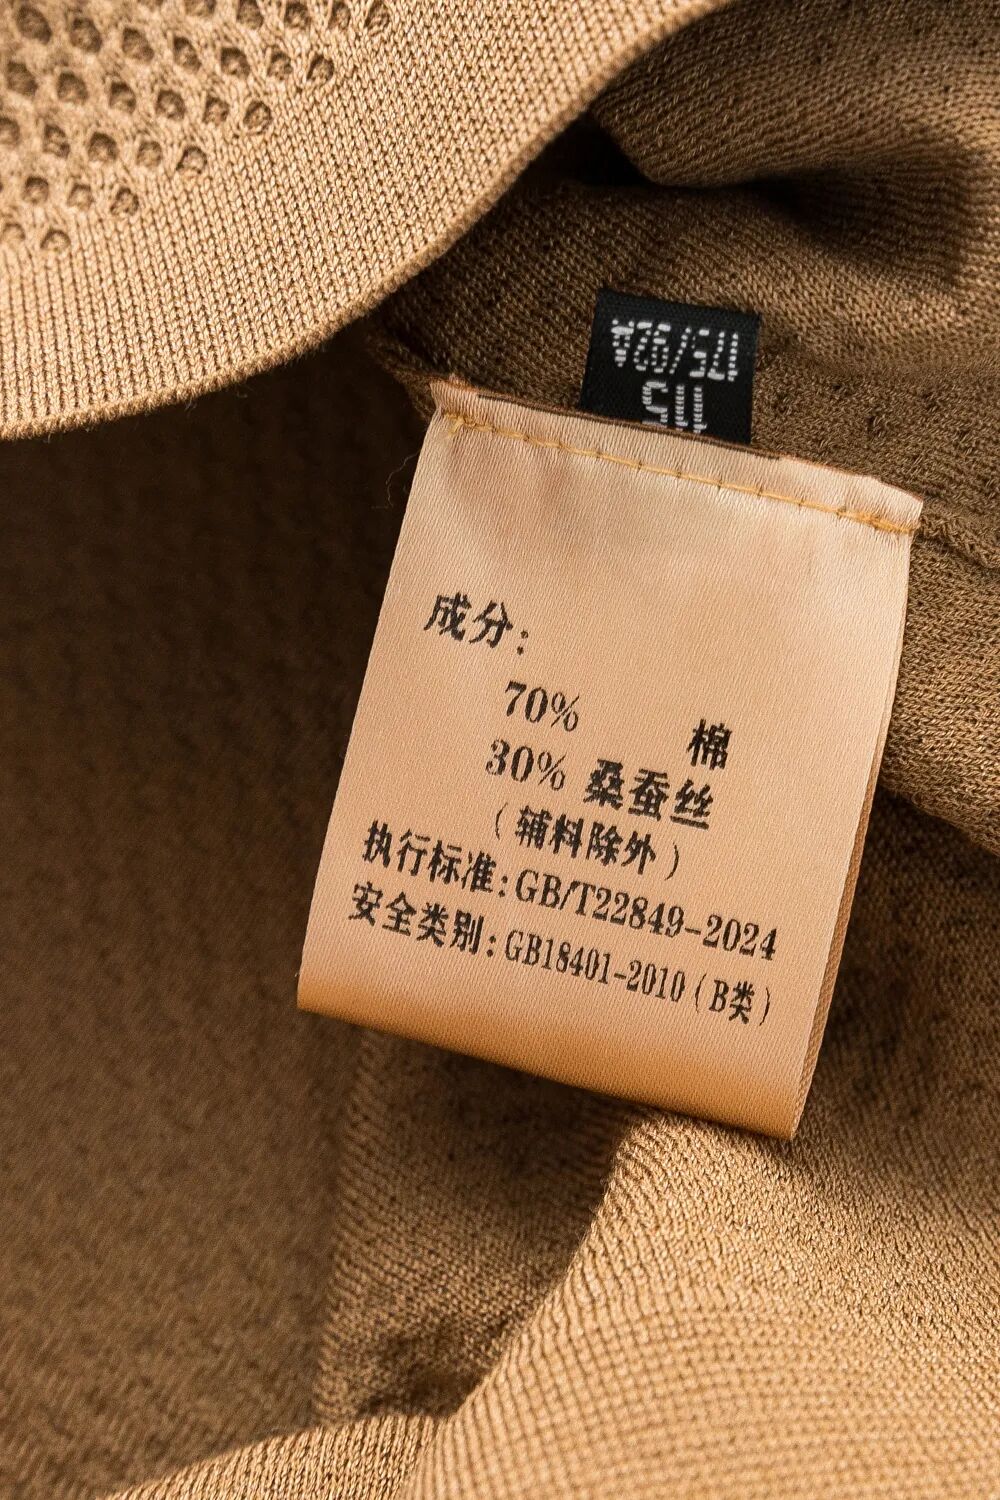 175/92A
115
成分：
70% 棉
30% 桑蚕丝
（辅料除外）
执行标准：GB/T22849-2024
安全类别：GB18401-2010（B类）